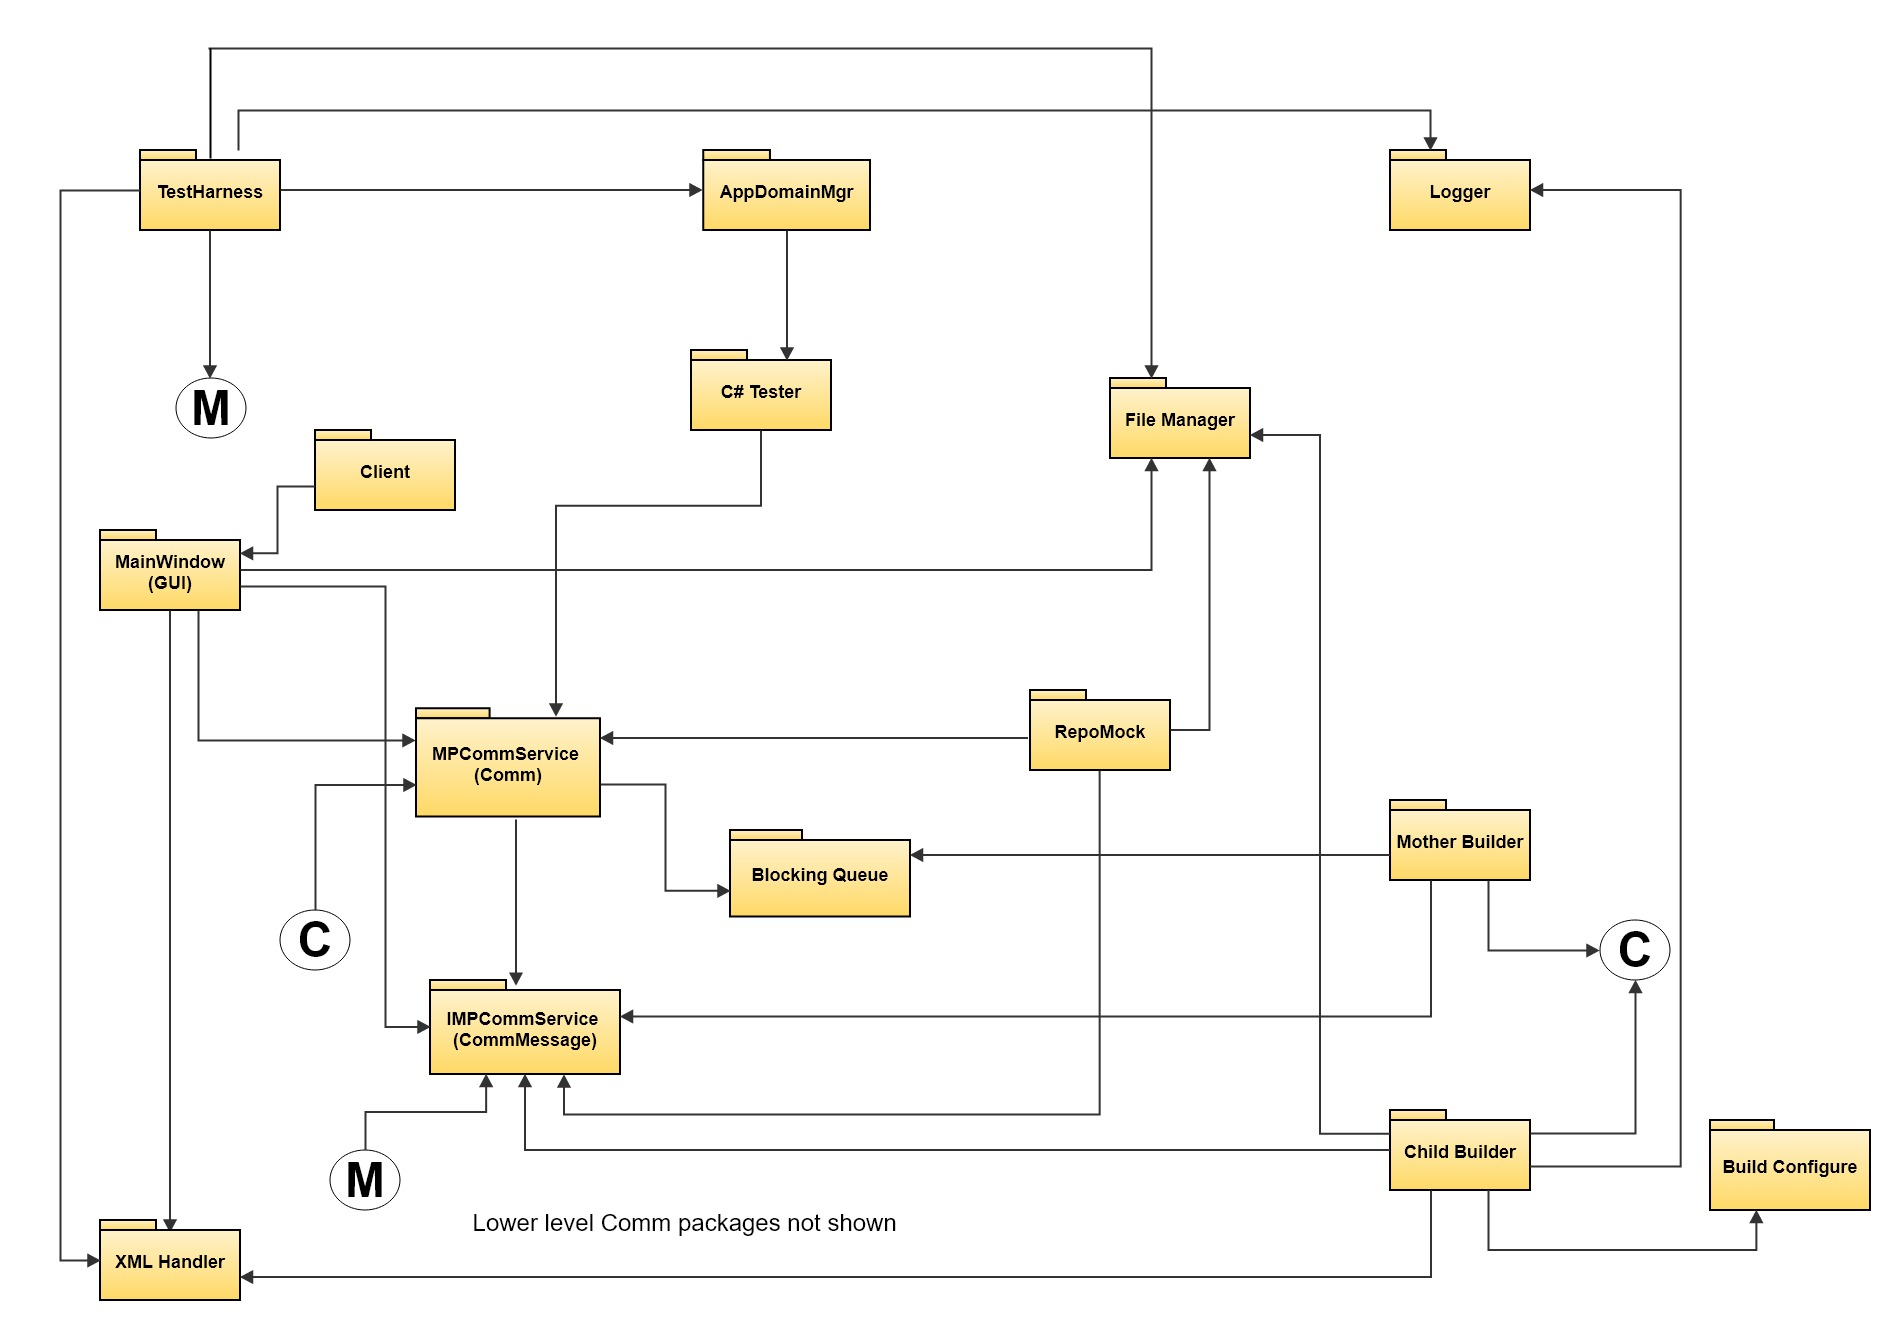 TestHarness
AppDomainMgr
Logger
M
C# Tester
File Manager
Client
MainWindow
(GUI)
MPCommService
(Comm)
RepoMock
Blocking Queue
Mother Builder
C
C
IMPCommService
(CommMessage)
Child Builder
Build Configure
M
Lower level Comm packages not shown
XML Handler